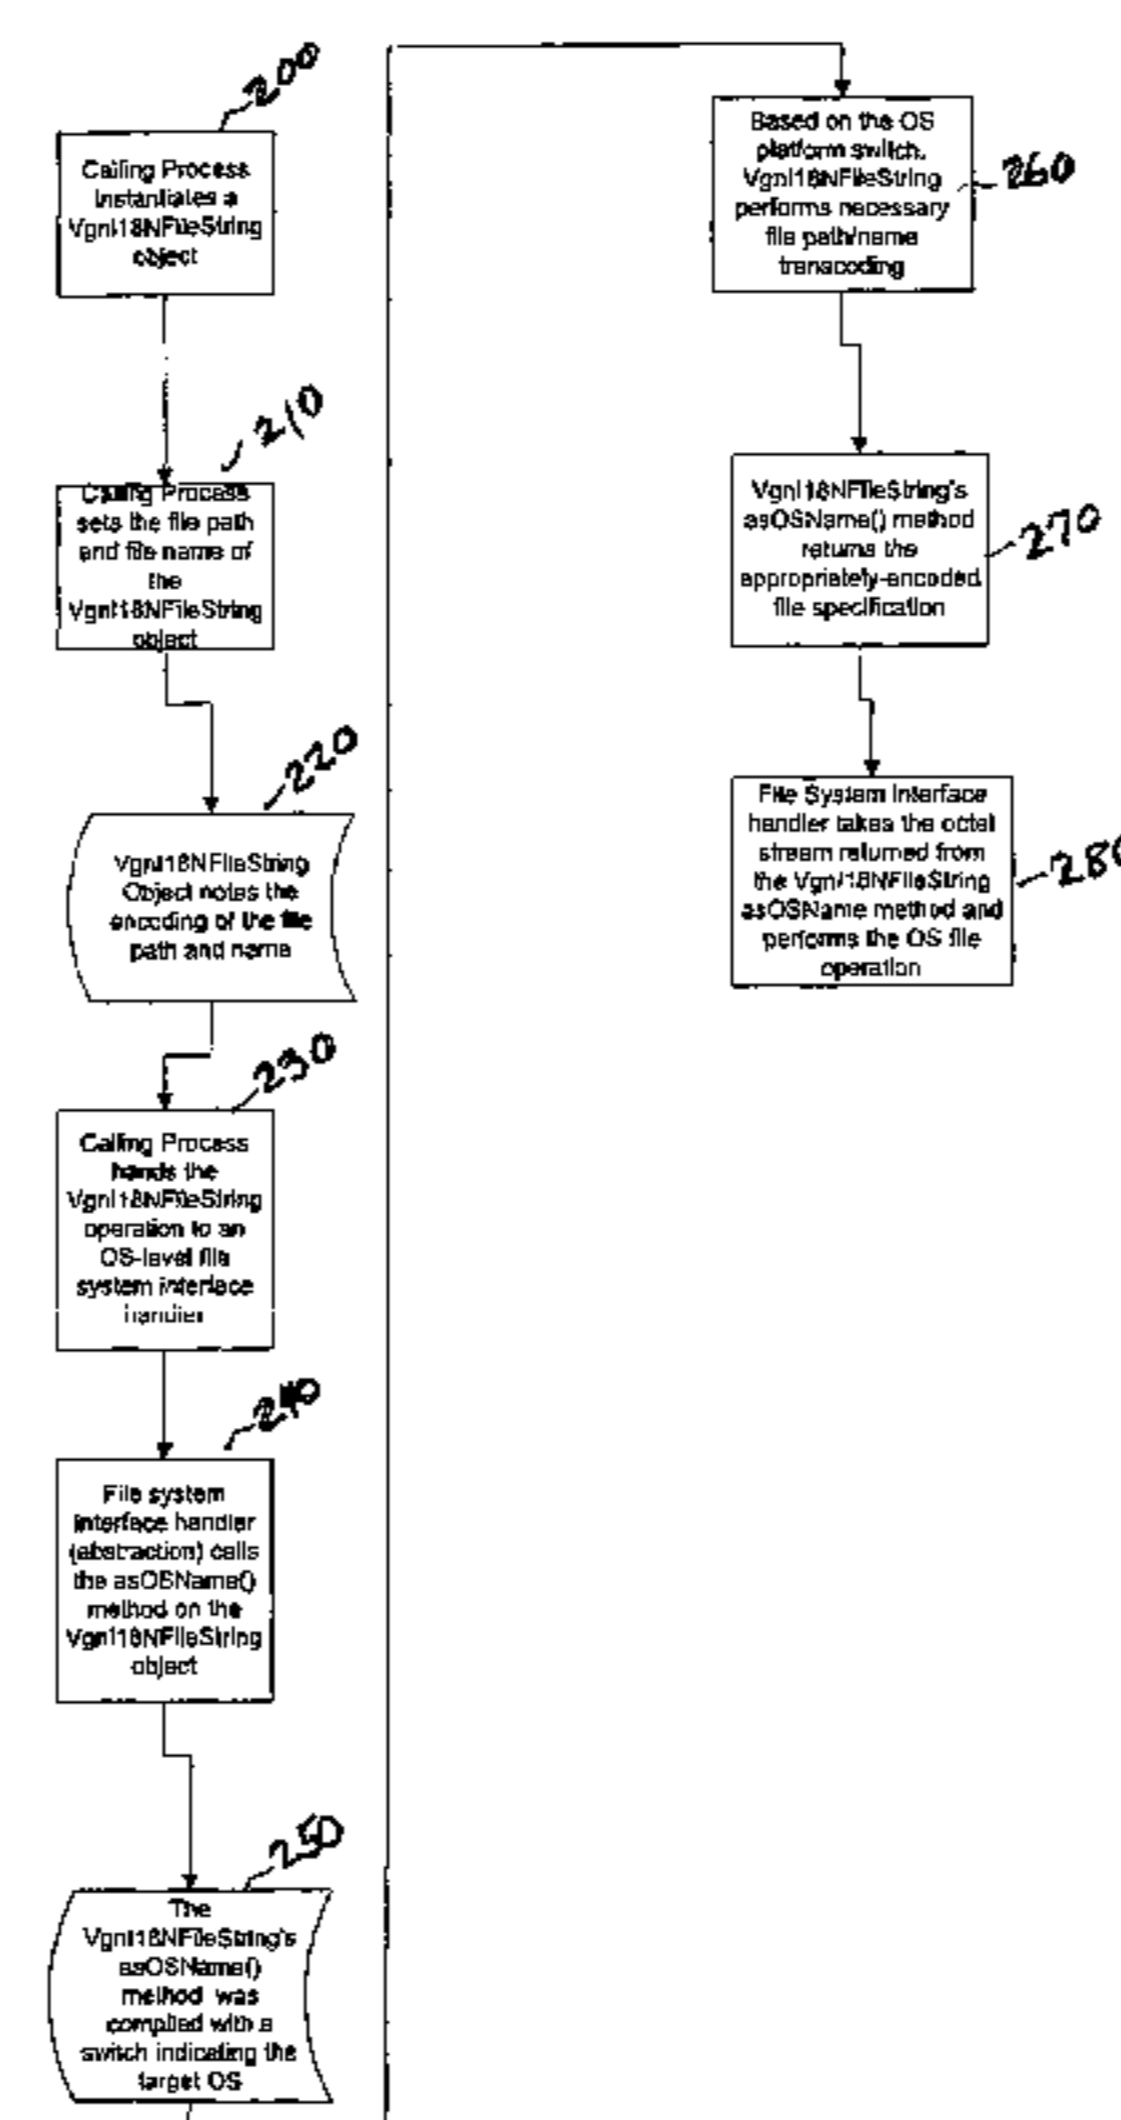 200
Calling Process
Instantiates a
VgnI18NFileString
object
210
Calling Process
sets the file path
and file name of
the
VgnI18NFileString
object
220
VgnI18NFileString
Object notes the
encoding of the file
path and name
230
Calling Process
hands the
VgnI18NFileString
operation to an
OS-level file
system interface
handler
240
File system
interface handler
(abstraction) calls
the asOSName()
method on the
VgnI18NFileString
object
250
The
VgnI18NFileString's
asOSName()
method was
compiled with a
switch indicating the
target OS
Based on the OS
platform switch,
VgnI18NFileString
performs necessary
file path/name
transcoding
260
VgnI18NFileString's
asOSName() method
returns the
appropriately-encoded
file specification
270
File System Interface
handler takes the octet
stream returned from
the VgnI18NFileString
asOSName method and
performs the OS file
operation
280